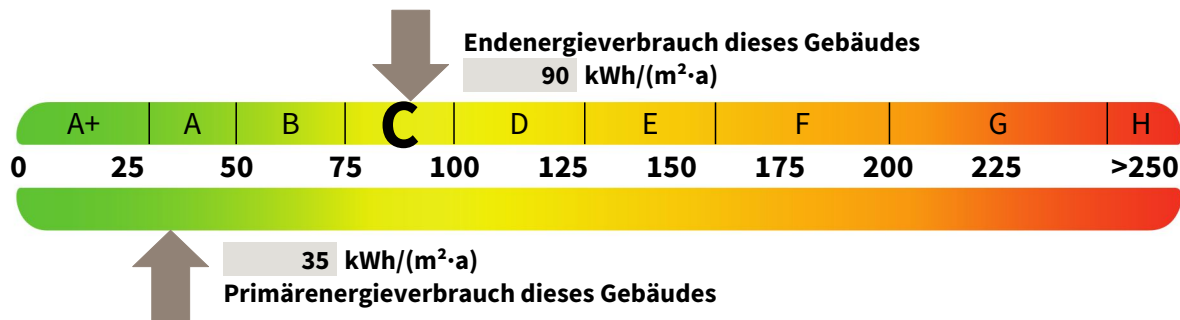 Endenergieverbrauch dieses Gebäudes
90 kWh/(m²·a)
A+ A B C D E F G H
0 25 50 75 100 125 150 175 200 225 >250
35 kWh/(m²·a)
Primärenergieverbrauch dieses Gebäudes